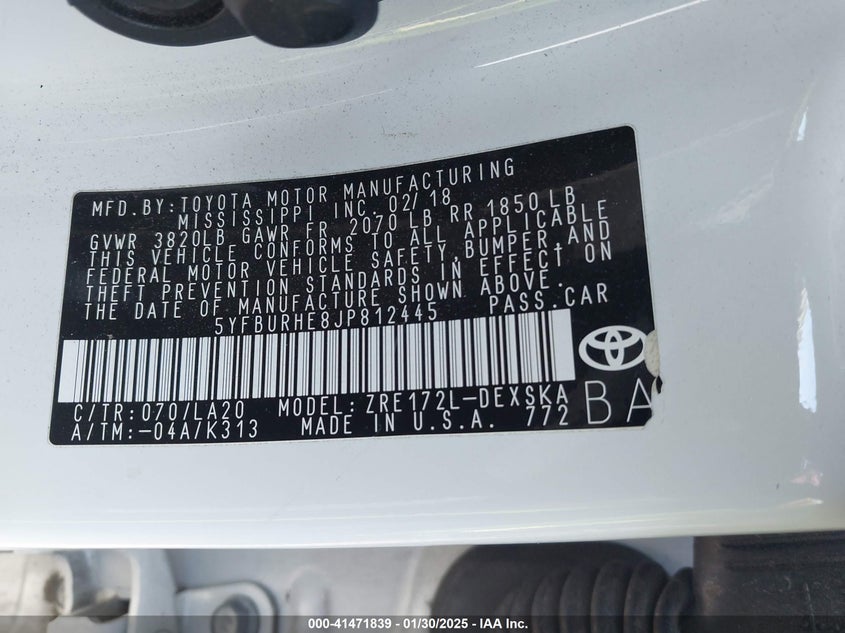 MFD.BY:TOYOTA MOTOR MANUFACTURING
MISSISSIPPI INC. 02/18
GVWR 3820LB GAWR FR 2070 LB RR 1850 LB
THIS VEHICLE CONFORMS TO ALL APPLICABLE
FEDERAL MOTOR VEHICLE SAFETY,BUMPER,AND
THEFT PREVENTION STANDARDS IN EFFECT ON
THE DATE OF MANUFACTURE SHOWN ABOVE.
5YFBURHE8JP812445 PASS.CAR
C/TR:070/LA20 MODEL:ZRE172L-DEXSKA
A/TM:-04A/K313 MADE IN U.S.A. 772
BA
000-41471839 - 01/30/2025 - IAA Inc.